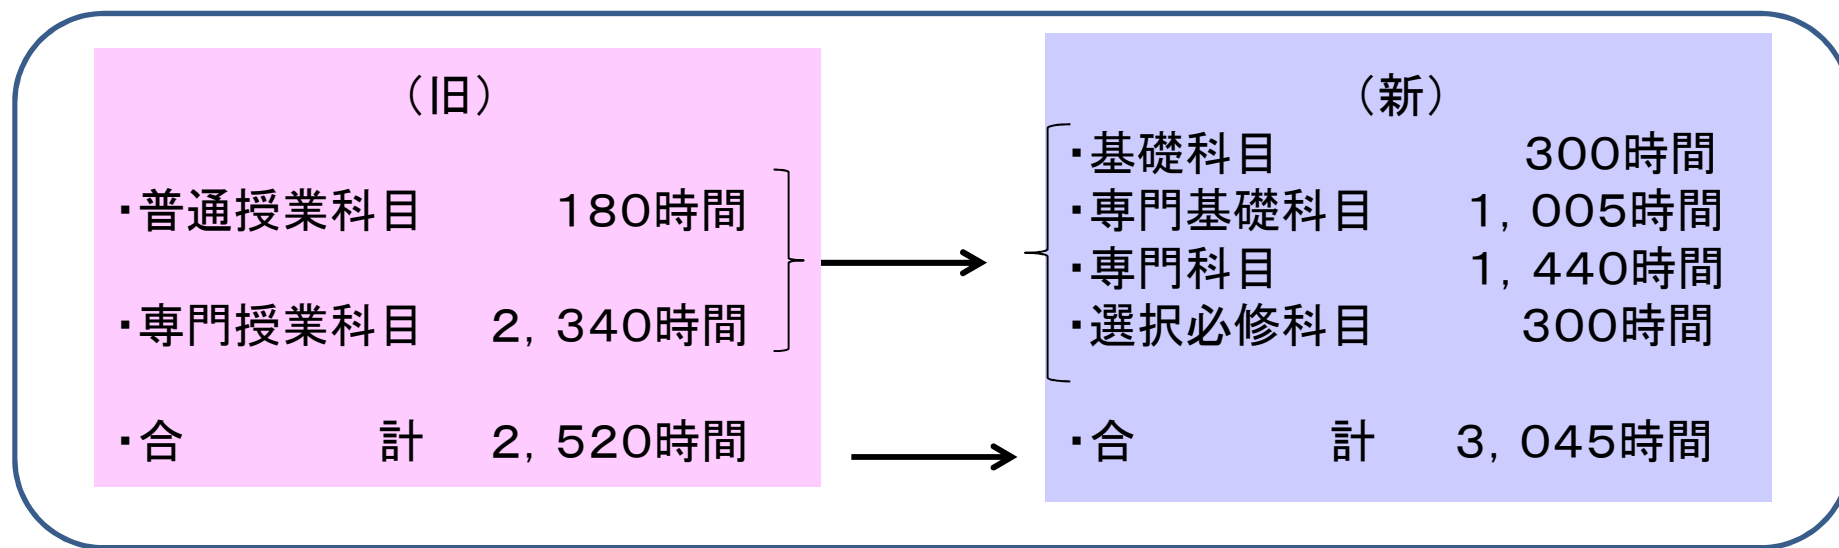 （旧）
・普通授業科目　１８０時間
・専門授業科目　２，３４０時間
・合　計　２，５２０時間
（新）
・基礎科目　３００時間
・専門基礎科目　１，００５時間
・専門科目　１，４４０時間
・選択必修科目　３００時間
・合　計　３，０４５時間